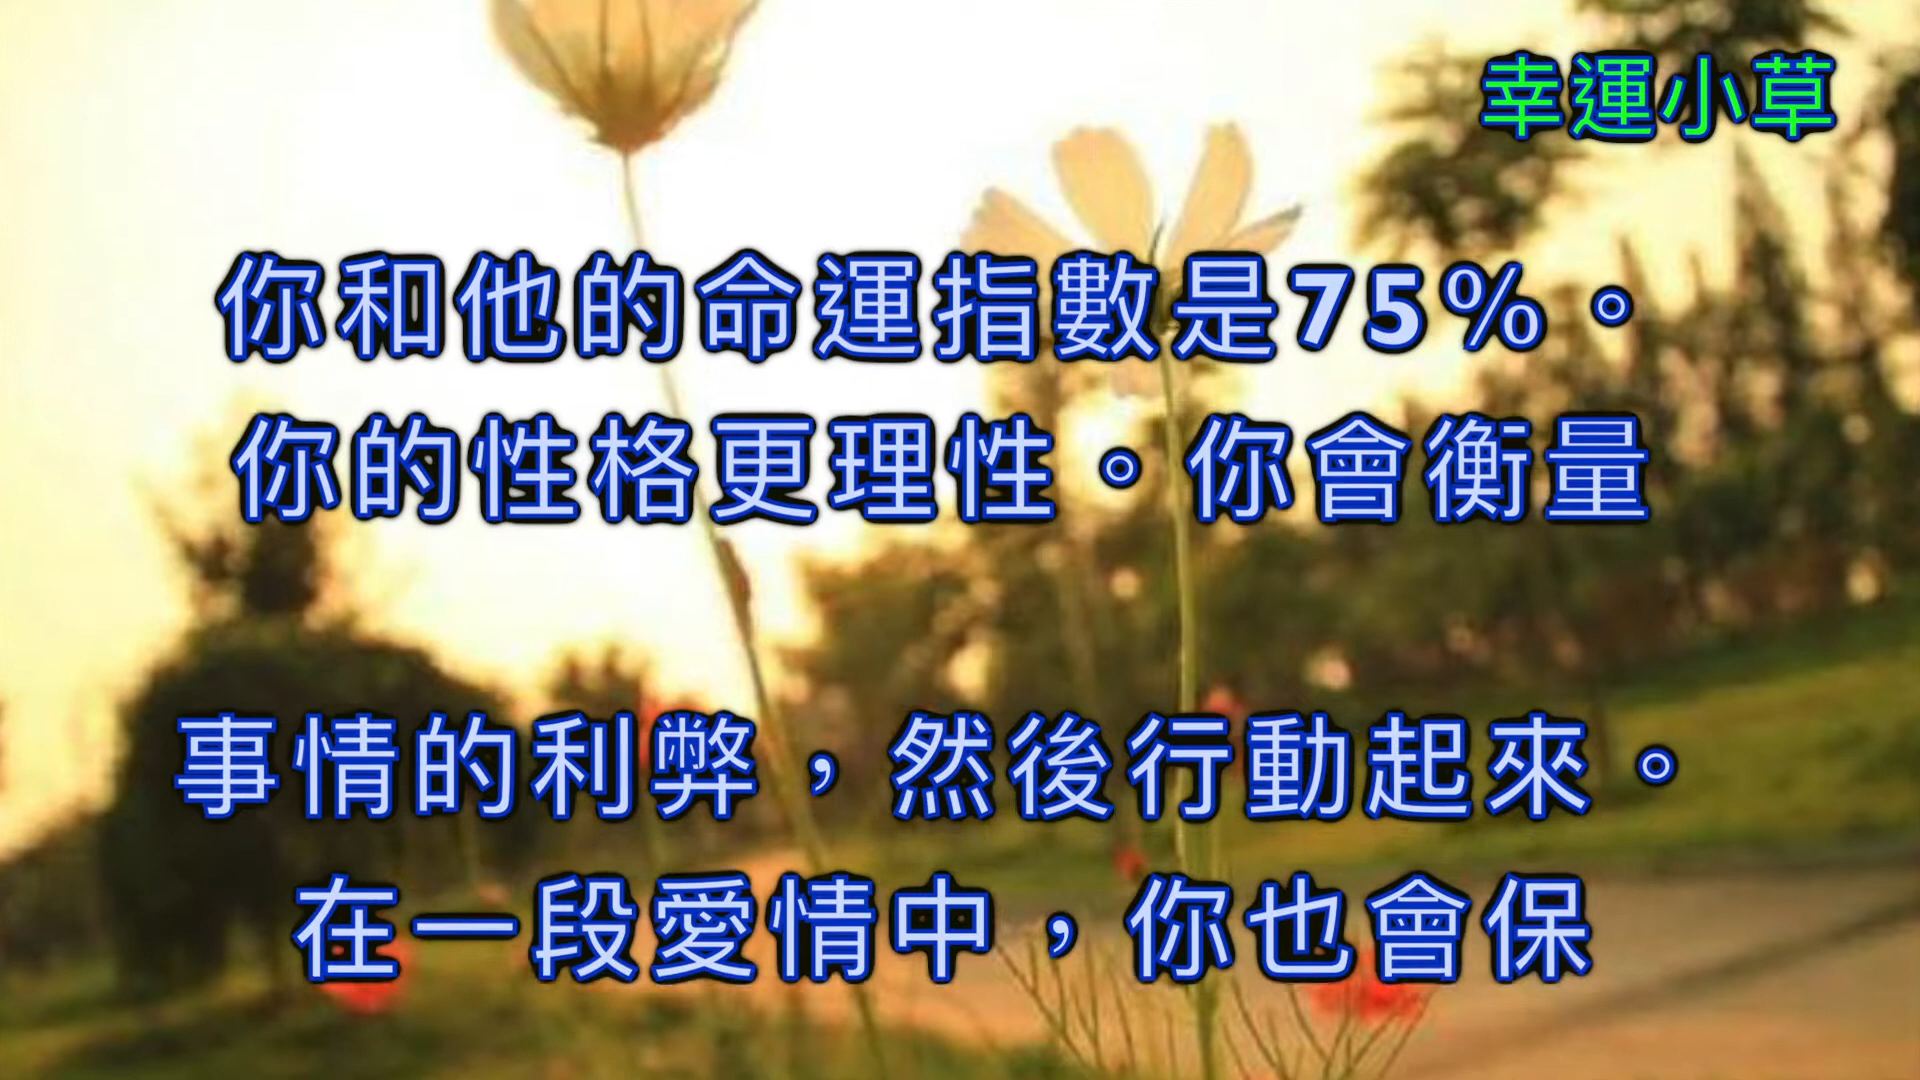 幸運小草
你和他的命運指數是75%。
你的性格更理性。你會衡量
事情的利弊，然後行動起來。
在一段愛情中，你也會保